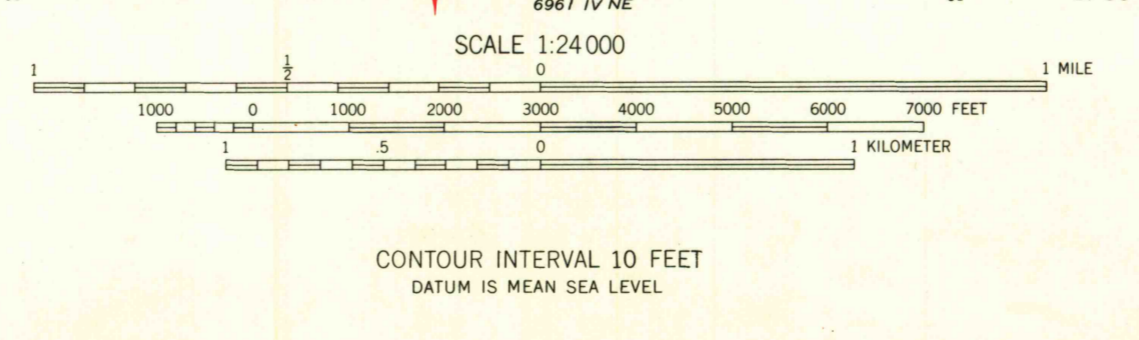 6961 IV NE
SCALE 1:24000
1 1/2 0 1 MILE
1000 0 1000 2000 3000 4000 5000 6000 7000 FEET
1 .5 0 1 KILOMETER
CONTOUR INTERVAL 10 FEET
DATUM IS MEAN SEA LEVEL